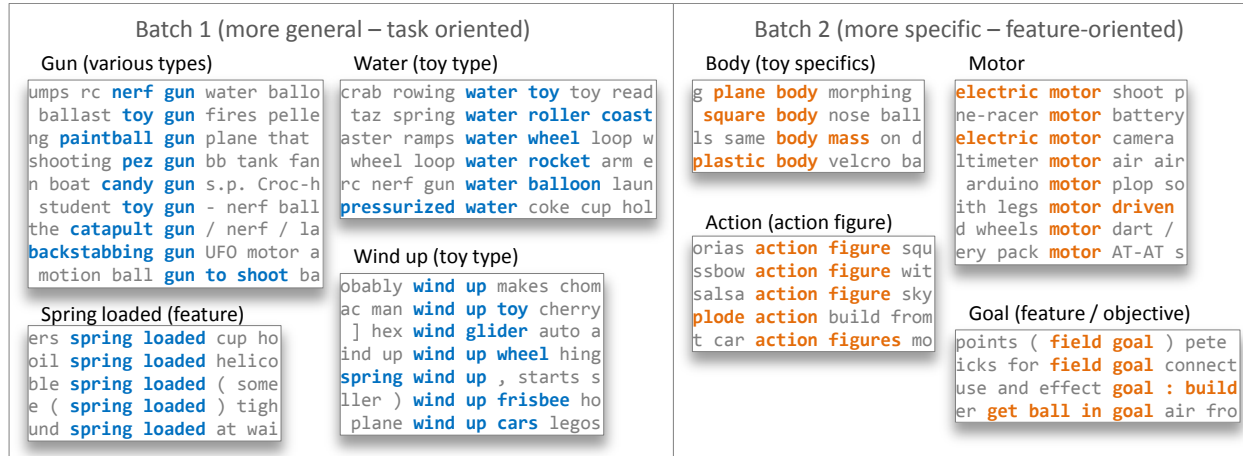 Batch 1 (more general – task oriented)
Gun (various types)
umps rc nerf gun water ballo
ballast toy gun fires pelle
ng paintball gun plane that
shooting pez gun bb tank fan
n boat candy gun s.p. Croc-h
student toy gun - nerf ball
the catapult gun / nerf / la
backstabbing gun UFO motor a
motion ball gun to shoot ba
Spring loaded (feature)
ers spring loaded cup ho
oil spring loaded helico
ble spring loaded ( some
e ( spring loaded ) tigh
und spring loaded at wai
Water (toy type)
crab rowing water toy toy read
taz spring water roller coast
aster ramps water wheel loop w
wheel loop water rocket arm e
rc nerf gun water balloon laun
pressurized water coke cup hol
Wind up (toy type)
obably wind up makes chom
ac man wind up toy cherry
] hex wind glider auto a
ind up wind up wheel hing
spring wind up , starts s
ller ) wind up frisbee ho
plane wind up cars legos
Batch 2 (more specific – feature-oriented)
Body (toy specifics)
g plane body morphing
square body nose ball
ls same body mass on d
plastic body velcro ba
Action (action figure)
orias action figure squ
ssbow action figure wit
salsa action figure sky
plode action build from
t car action figures mo
Motor
electric motor shoot p
ne-racer motor battery
electric motor camera
ltimeter motor air air
arduino motor plop so
ith legs motor driven
d wheels motor dart /
ery pack motor AT-AT s
Goal (feature / objective)
points ( field goal ) pete
icks for field goal connect
use and effect goal : build
er get ball in goal air fro